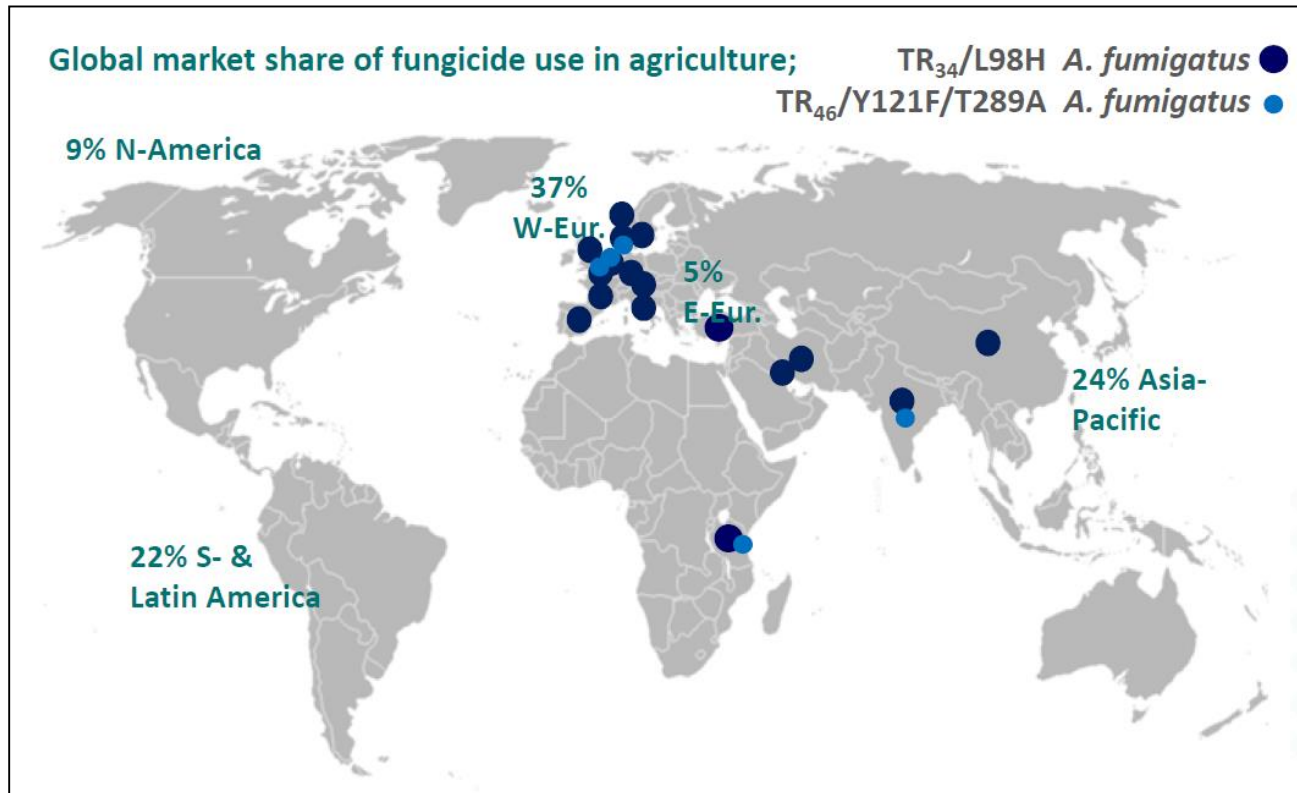 Global market share of fungicide use in agriculture;
TR₃₄/L98H A. fumigatus
TR₄₆/Y121F/T289A A. fumigatus
9% N-America
37%
W-Eur.
5%
E-Eur.
24% Asia-
Pacific
22% S- &
Latin America